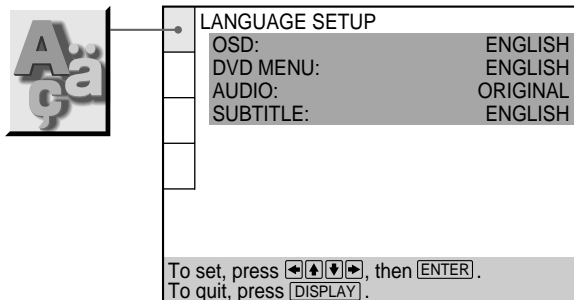 Aäç
LANGUAGE SETUP
OSD: ENGLISH
DVD MENU: ENGLISH
AUDIO: ORIGINAL
SUBTITLE: ENGLISH
To set, press ←↑↓→, then ENTER.
To quit, press DISPLAY.